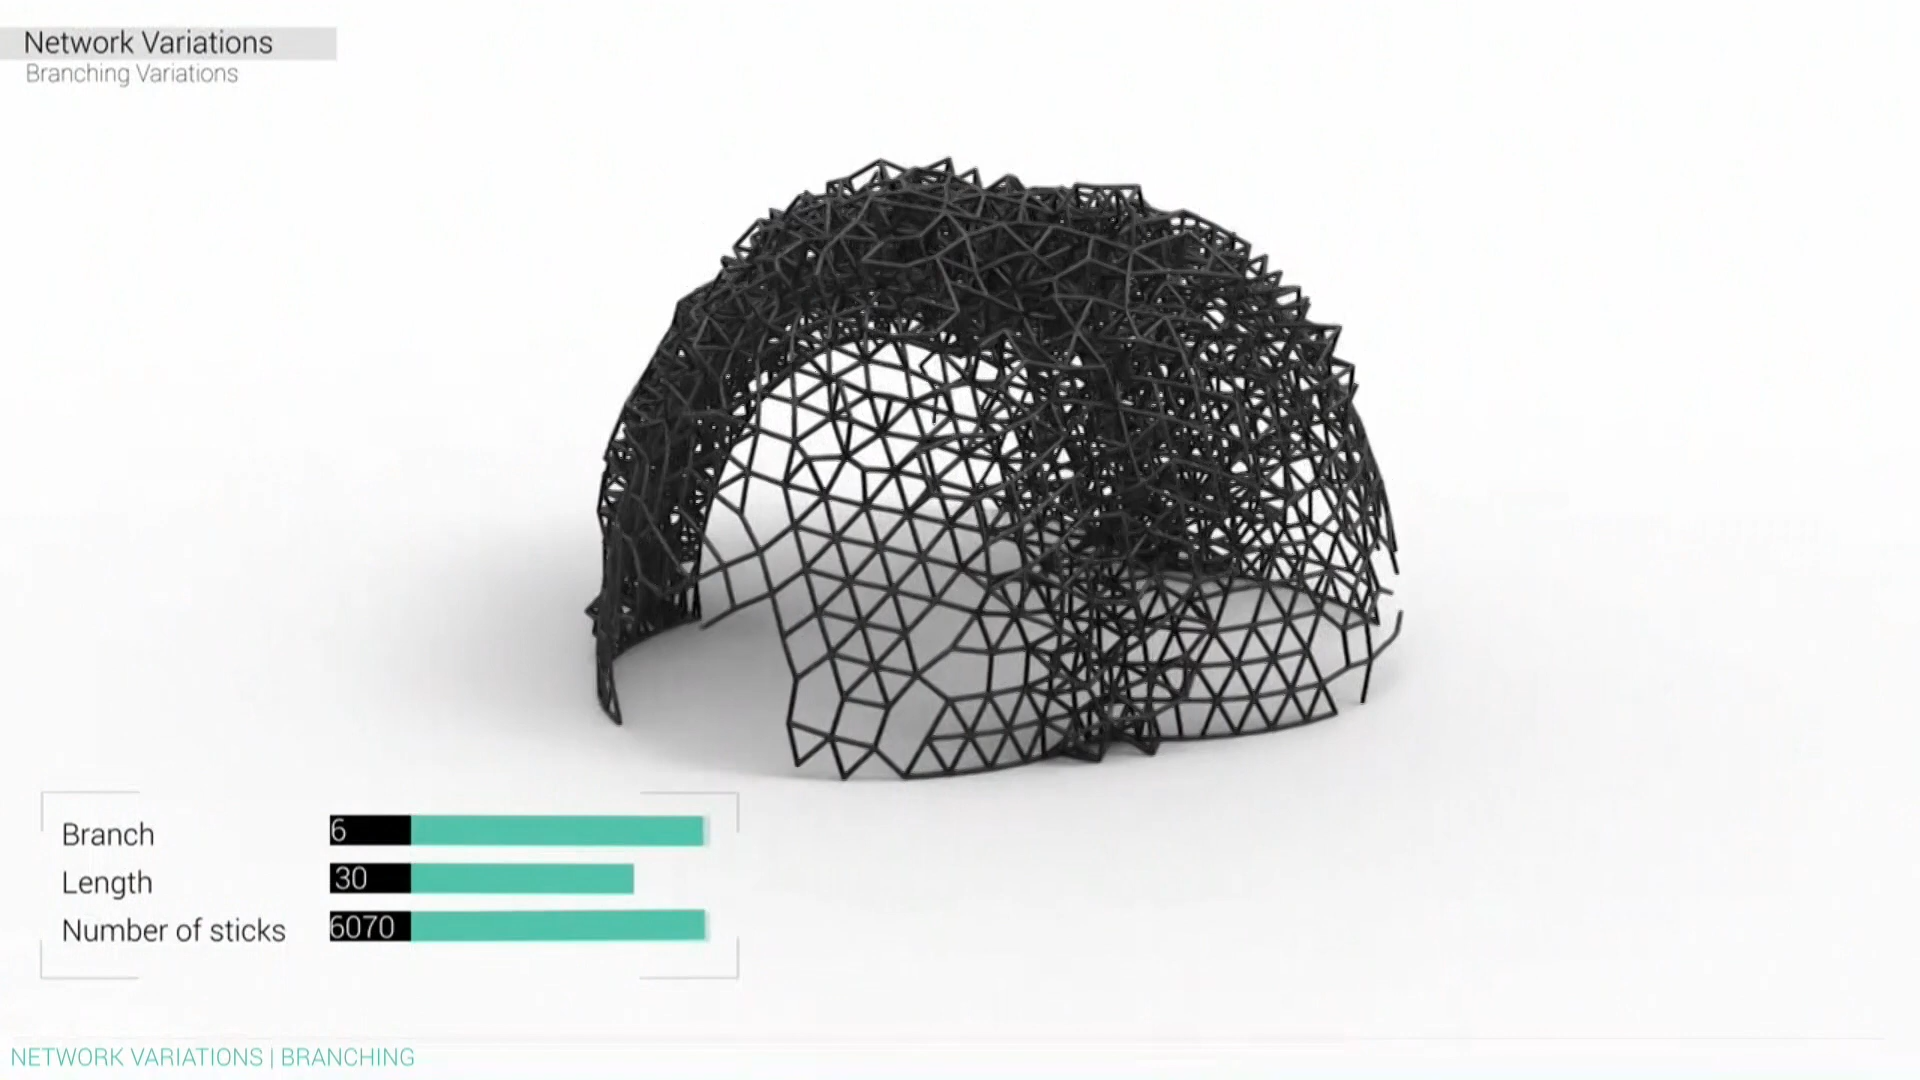 Network Variations
Branching Variations
Branch 6
Length 30
Number of sticks 6070
NETWORK VARIATIONS | BRANCHING